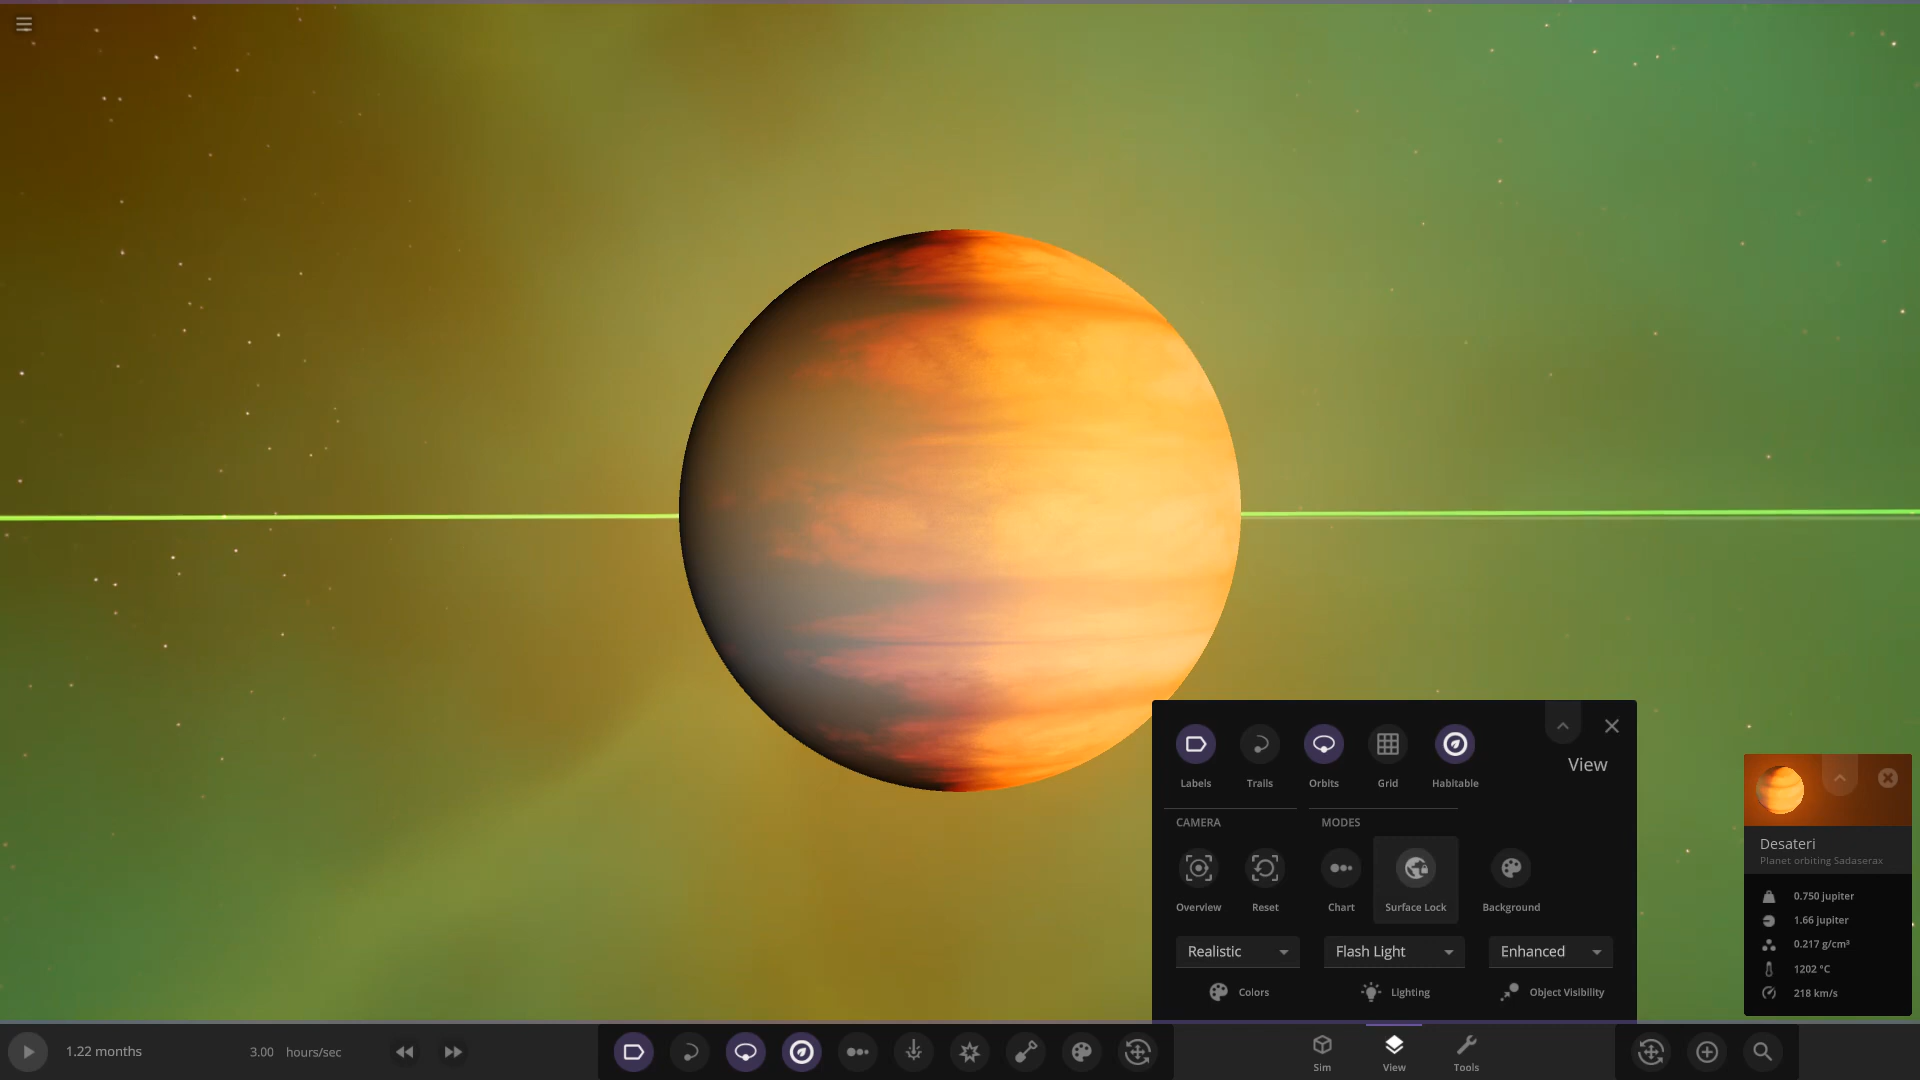 Labels Trails Orbits Grid Habitable
View
CAMERA MODES
Overview Reset Chart Surface Lock Background
Realistic Flash Light Enhanced
Colors Lighting Object Visibility
Desateri
Planet orbiting Sadaserax
0.750 jupiter
1.66 jupiter
0.217 g/cm³
1202 °C
218 km/s
1.22 months 3.00 hours/sec
Sim View Tools